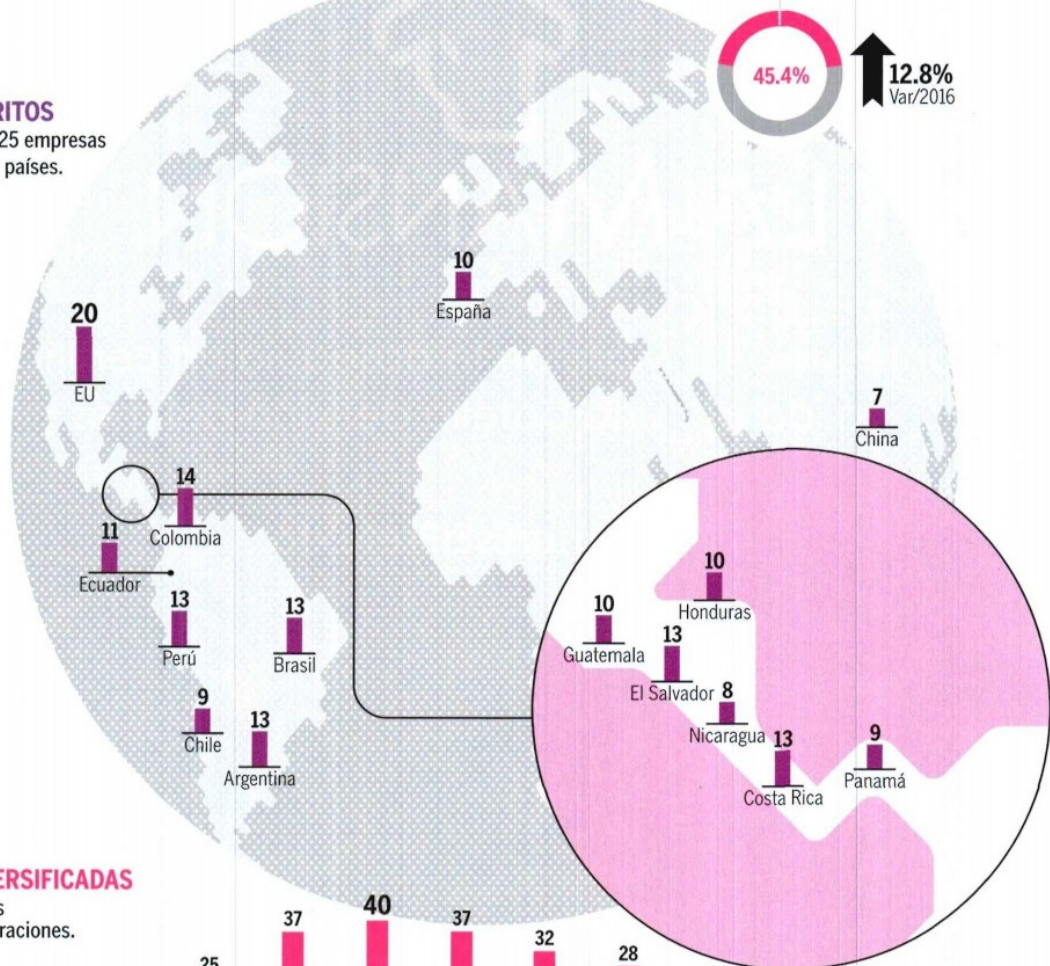 45.4%
12.8%
Var/2016
RITOS
25 empresas
países.
10
España
20
EU
7
China
14
Colombia
11
Ecuador
13
Perú
13
Brasil
9
Chile
13
Argentina
10
Honduras
10
Guatemala
13
El Salvador
8
Nicaragua
13
Costa Rica
9
Panamá
ERSIFICADAS
s
raciones.
25
37
40
37
32
28